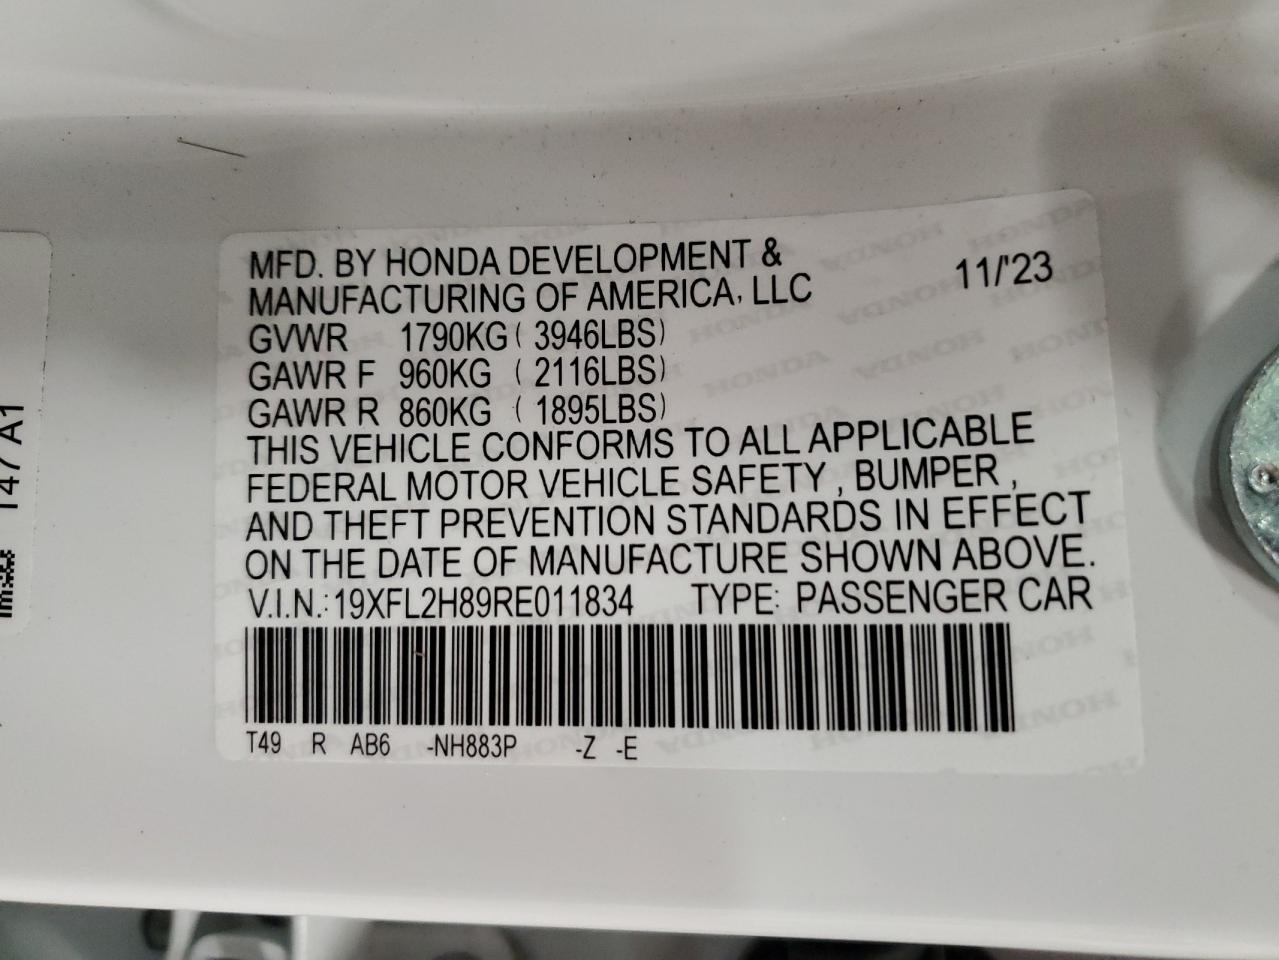 MFD. BY HONDA DEVELOPMENT & 11/'23
MANUFACTURING OF AMERICA, LLC
GVWR 1790KG ( 3946LBS)
GAWR F 960KG ( 2116LBS)
GAWR R 860KG ( 1895LBS)
THIS VEHICLE CONFORMS TO ALL APPLICABLE
FEDERAL MOTOR VEHICLE SAFETY , BUMPER ,
AND THEFT PREVENTION STANDARDS IN EFFECT
ON THE DATE OF MANUFACTURE SHOWN ABOVE.
V.I.N.: 19XFL2H89RE011834 TYPE: PASSENGER CAR
T49 R AB6 -NH883P -Z -E
147A1